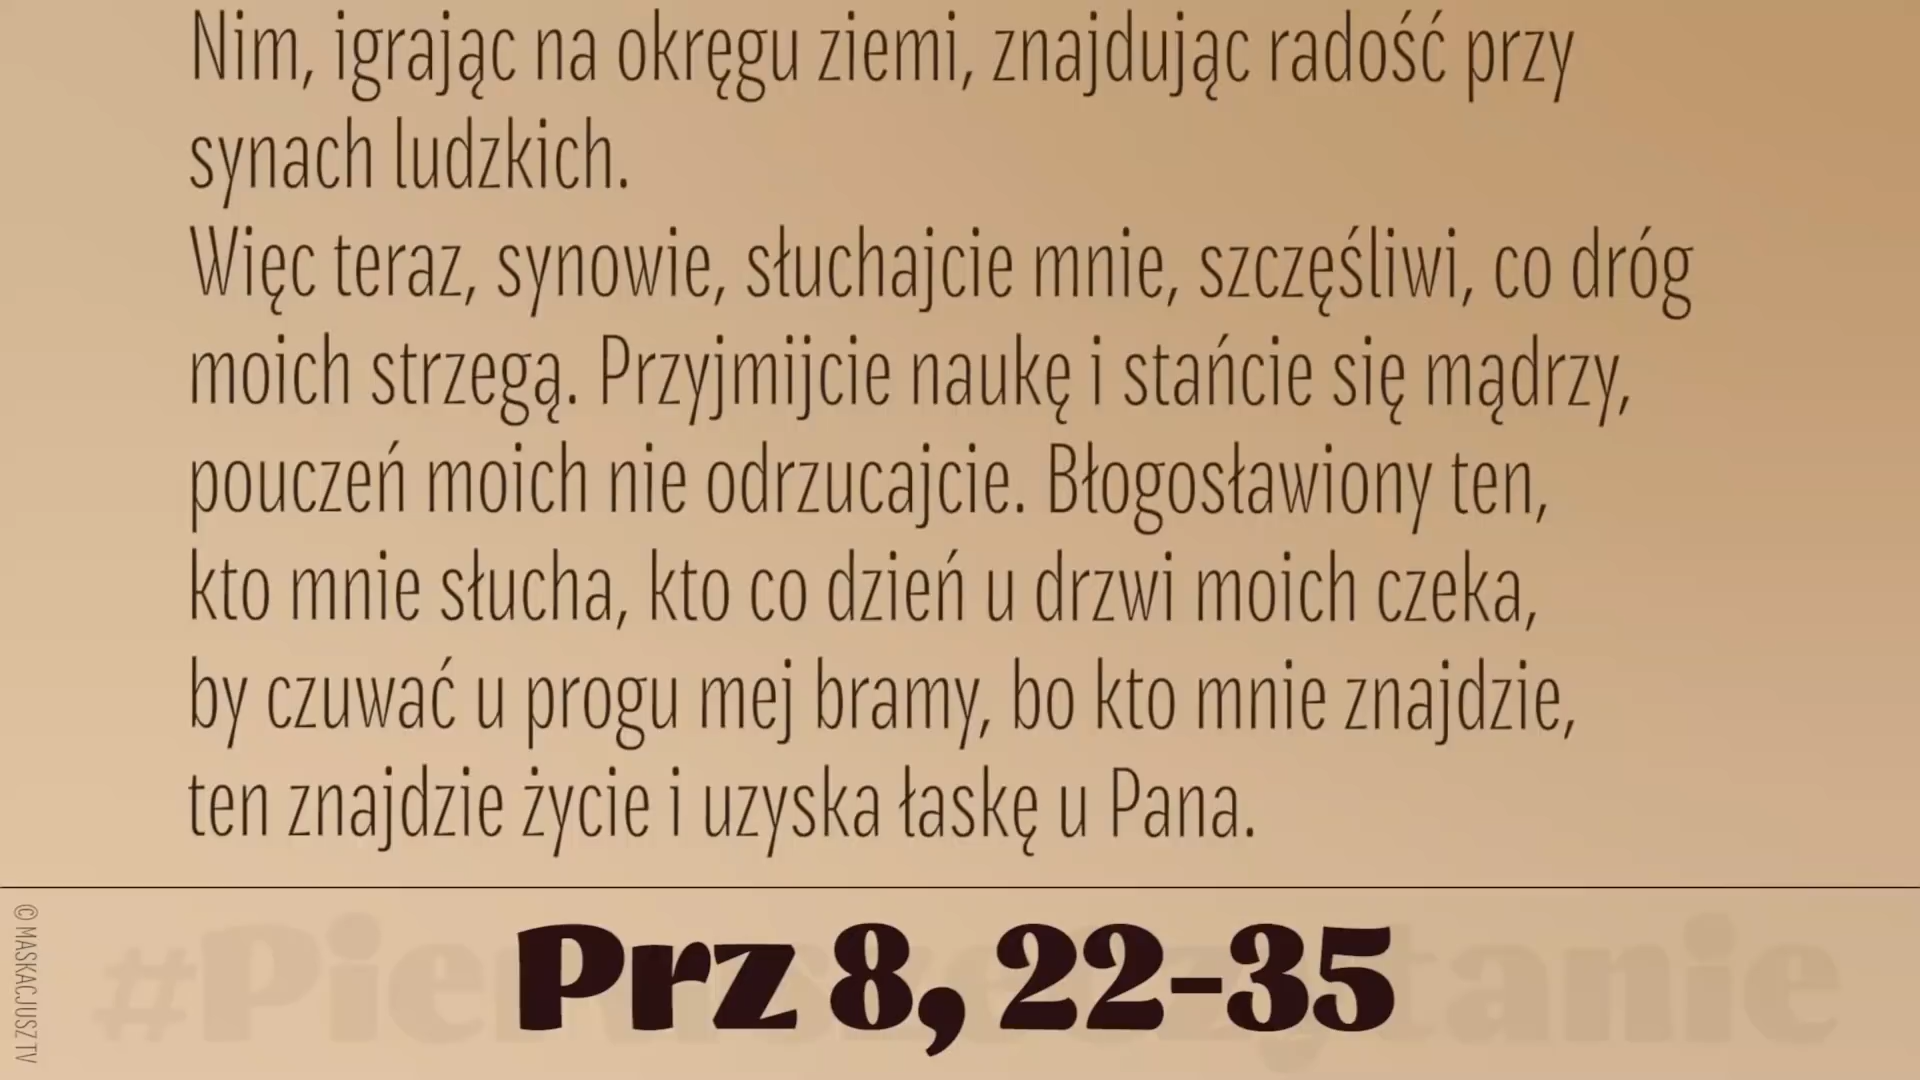 Nim, igrając na okręgu ziemi, znajdując radość przy
synach ludzkich.
Więc teraz, synowie, słuchajcie mnie, szczęśliwi, co dróg
moich strzegą. Przyjmijcie naukę i stańcie się mądrzy,
pouczeń moich nie odrzucajcie. Błogosławiony ten,
kto mnie słucha, kto co dzień u drzwi moich czeka,
by czuwać u progu mej bramy, bo kto mnie znajdzie,
ten znajdzie życie i uzyska łaskę u Pana.
#PierwszeCzytanie
Prz 8, 22-35
© MASKACJUSZ TV